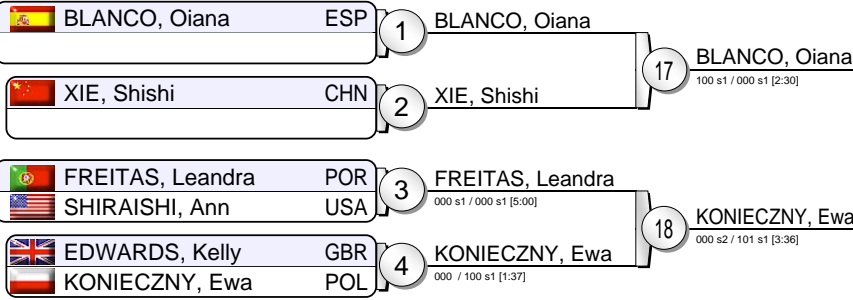 BLANCO, Oiana ESP
1
BLANCO, Oiana
17
BLANCO, Oiana
100 s1 / 000 s1 [2:30]
XIE, Shishi CHN
2
XIE, Shishi
FREITAS, Leandra POR
SHIRAISHI, Ann USA
3
FREITAS, Leandra
000 s1 / 000 s1 [5:00]
18
KONIECZNY, Ewa
000 s2 / 101 s1 [3:36]
EDWARDS, Kelly GBR
KONIECZNY, Ewa POL
4
KONIECZNY, Ewa
000 / 100 s1 [1:37]